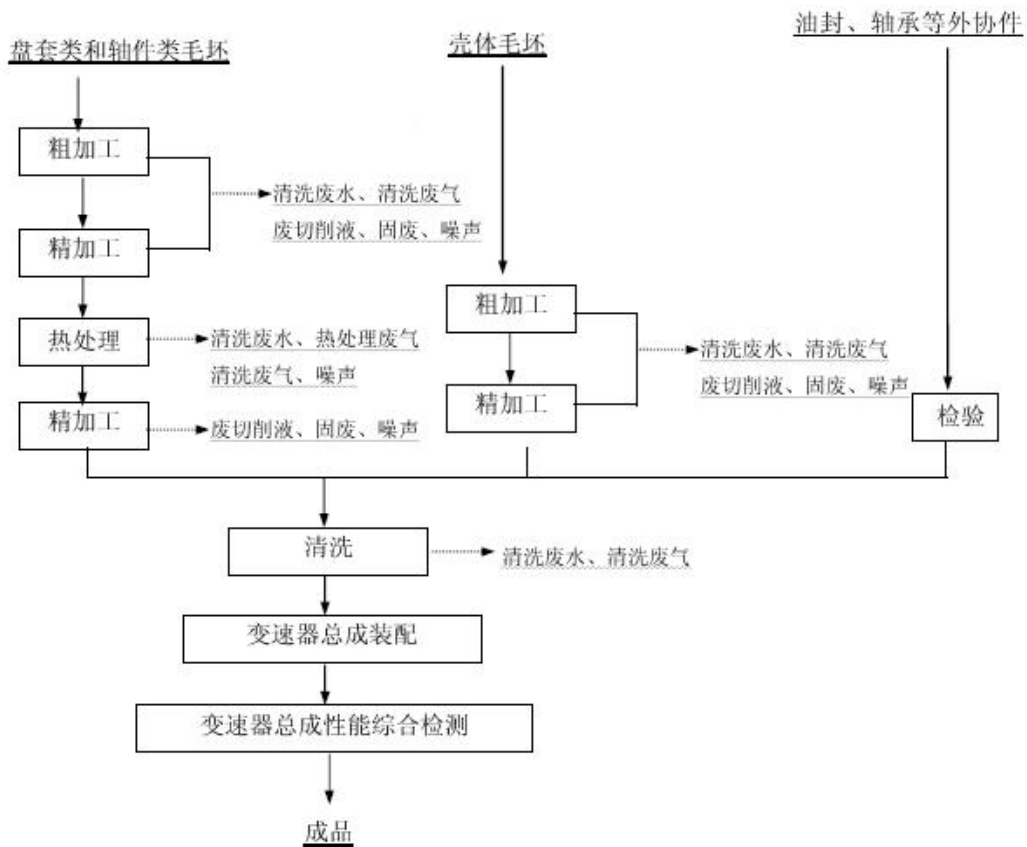 油封、轴承等外协件
盘套类和轴件类毛坯
壳体毛坯
粗加工
清洗废水、清洗废气
废切削液、固废、噪声
精加工
热处理
清洗废水、热处理废气
清洗废气、噪声
精加工
废切削液、固废、噪声
粗加工
清洗废水、清洗废气
废切削液、固废、噪声
精加工
检验
清洗
清洗废水、清洗废气
变速器总成装配
变速器总成性能综合检测
成品